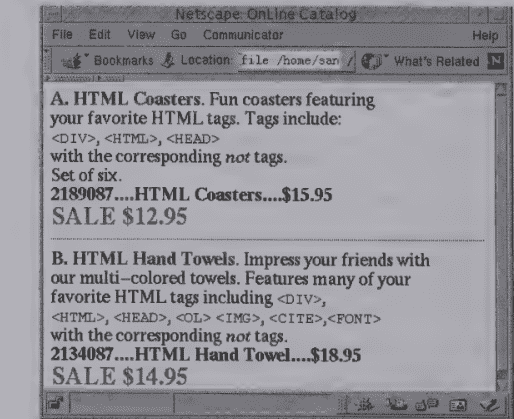 Netscape: OnLine Catalog
File Edit View Go Communicator Help
Bookmarks Location: file /home/san What's Related N
A. HTML Coasters. Fun coasters featuring
your favorite HTML tags. Tags include:
<DIV>, <HTML>, <HEAD>
with the corresponding not tags.
Set of six.
2189087....HTML Coasters....$15.95
SALE $12.95
B. HTML Hand Towels. Impress your friends with
our multi-colored towels. Features many of your
favorite HTML tags including <DIV>,
<HTML>, <HEAD>, <OL> <IMG>, <CITE>,<FONT>
with the corresponding not tags.
2134087....HTML Hand Towel....$18.95
SALE $14.95